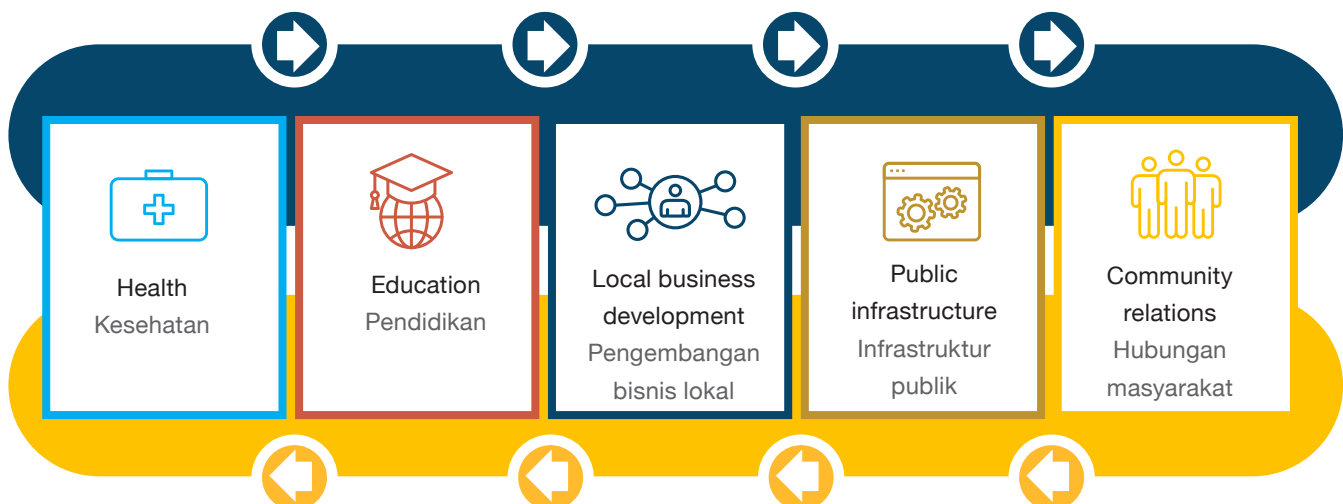 Health
Kesehatan
Education
Pendidikan
Local business
development
Pengembangan
bisnis lokal
Public
infrastructure
Infrastruktur
publik
Community
relations
Hubungan
masyarakat